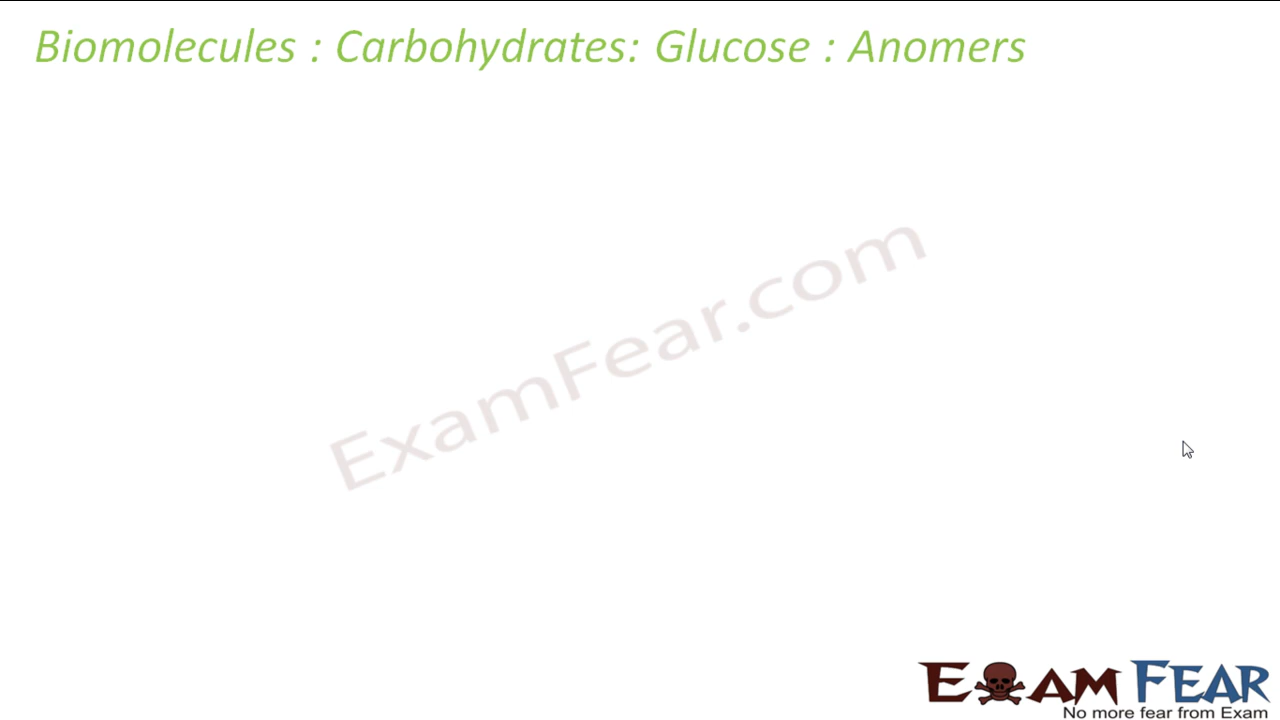 Biomolecules : Carbohydrates: Glucose : Anomers
ExamFear.com
EXAM FEAR
No more fear from Exam